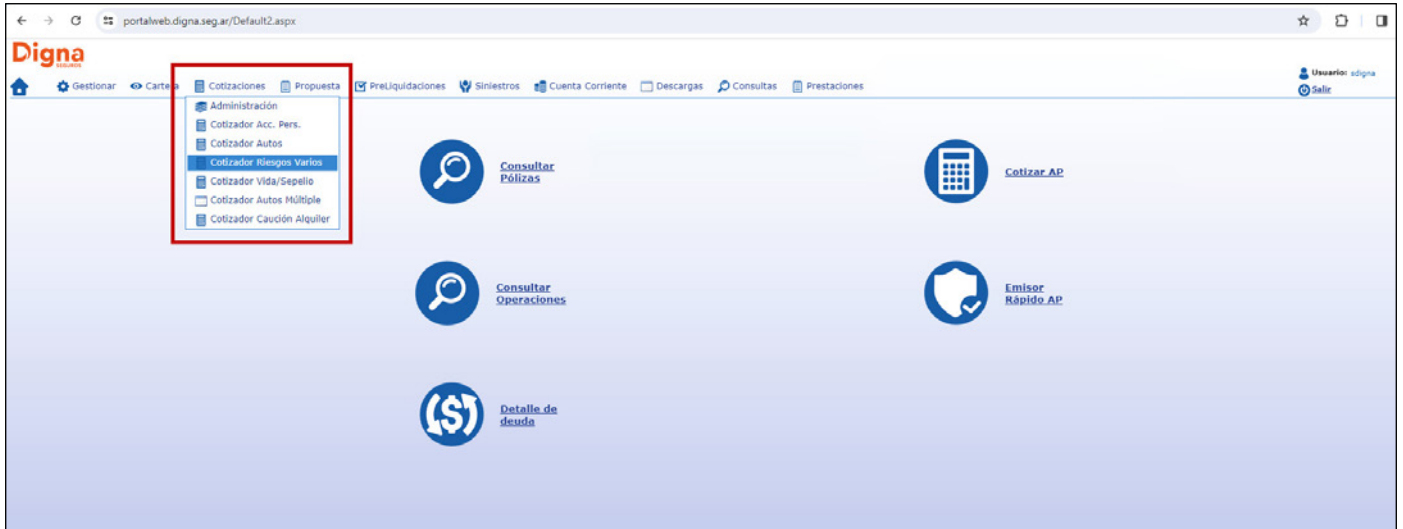 portalweb.digna.seg.ar/Default2.aspx
Digna
SEGUROS
Usuario: sdigna
Salir
Gestionar Cartera Cotizaciones Propuesta PreLiquidaciones Siniestros Cuenta Corriente Descargas Consultas Prestaciones
Administración
Cotizador Acc. Pers.
Cotizador Autos
Cotizador Riesgos Varios
Cotizador Vida/Sepelio
Cotizador Autos Múltiple
Cotizador Caución Alquiler
Consultar
Pólizas
Cotizar AP
Consultar
Operaciones
Emisor
Rápido AP
Detalle de
deuda